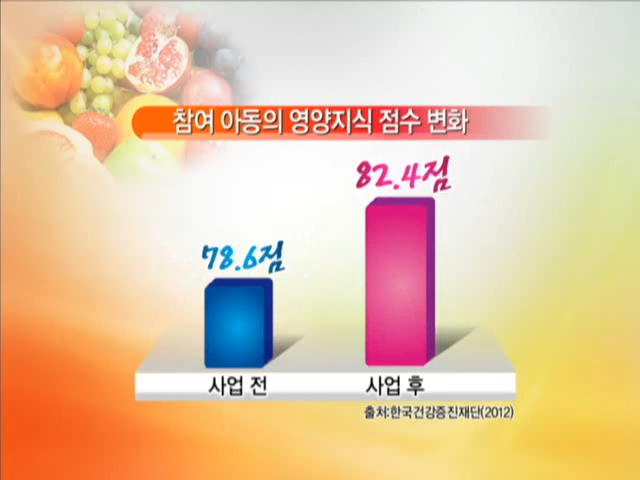 참여 아동의 영양지식 점수 변화
82.4점
78.6점
사업 전
사업 후
출처:한국건강증진재단(2012)